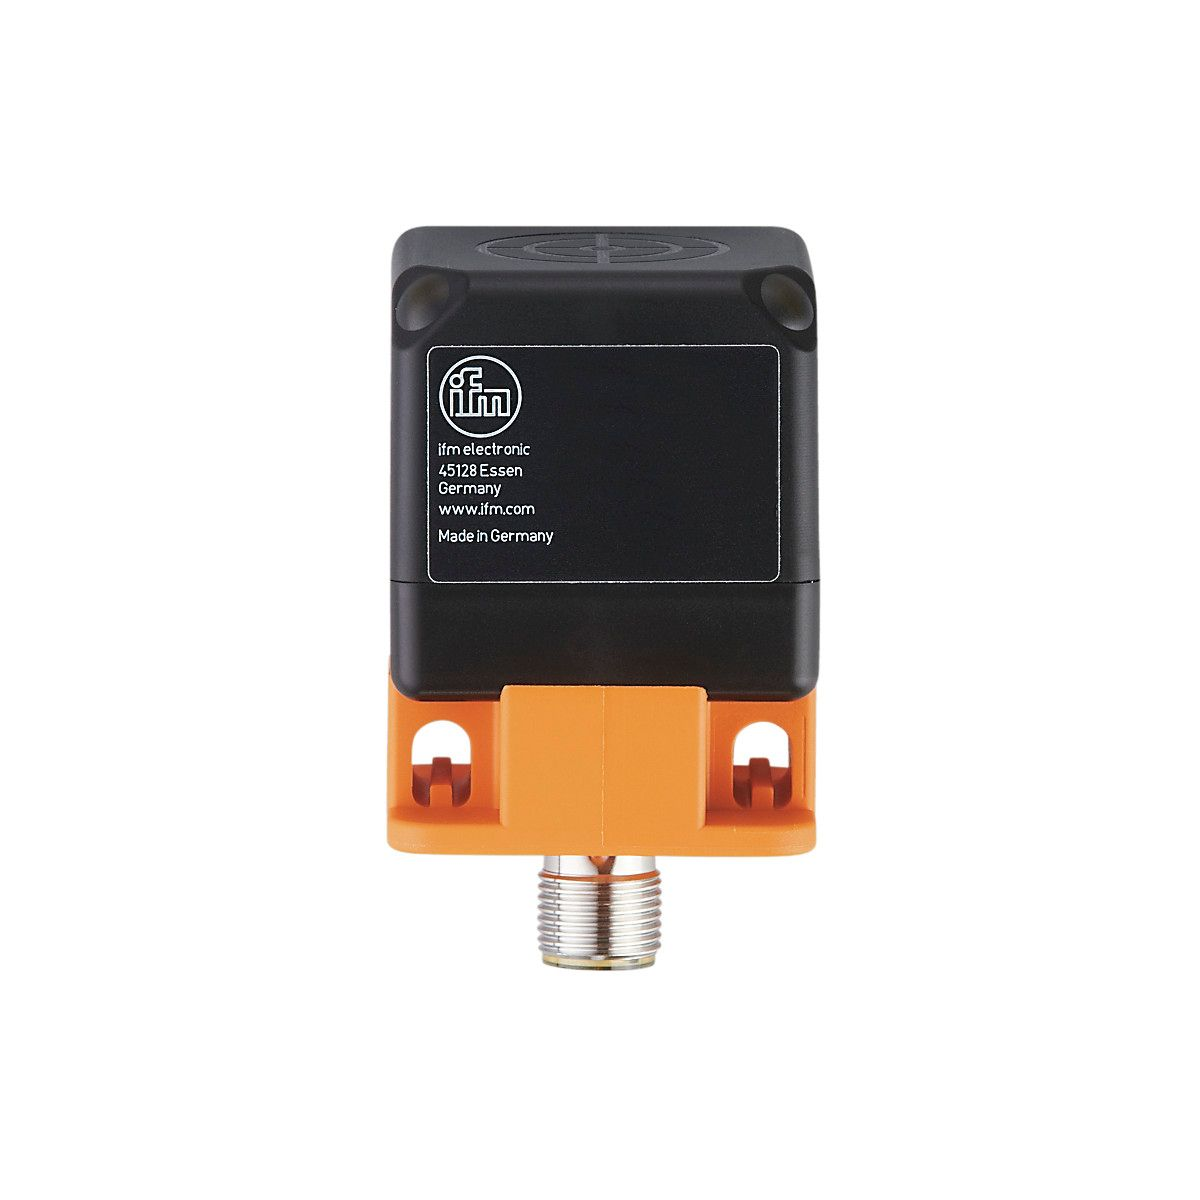 ifm
ifm electronic
45128 Essen
Germany
www.ifm.com
Made in Germany